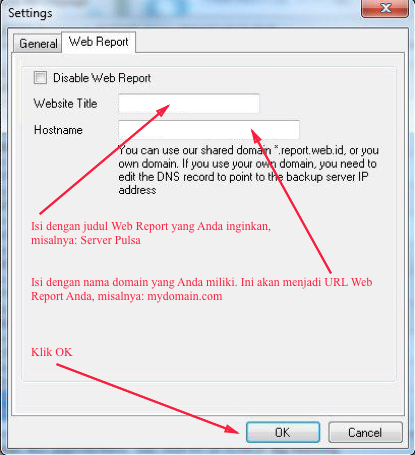 Settings
General
Web Report
Disable Web Report
Website Title
Hostname
You can use our shared domain *.report.web.id, or you
own domain. If you use your own domain, you need to
edit the DNS record to point to the backup server IP
address
Isi dengan judul Web Report yang Anda inginkan,
misalnya: Server Pulsa
Isi dengan nama domain yang Anda miliki. Ini akan menjadi URL Web
Report Anda, misalnya: mydomain.com
Klik OK
OK
Cancel